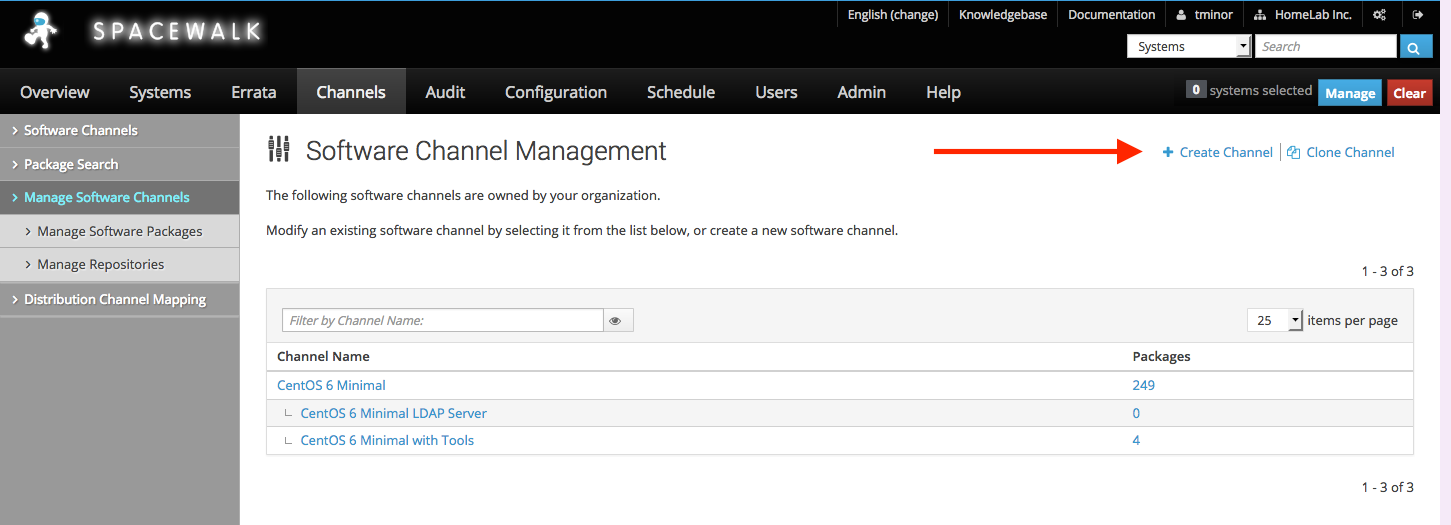 English (change) Knowledgebase Documentation tminor HomeLab Inc.
SPACEWALK
Systems Search
Overview Systems Errata Channels Audit Configuration Schedule Users Admin Help 0 systems selected Manage Clear
Software Channels
Package Search
Manage Software Channels
Manage Software Packages
Manage Repositories
Distribution Channel Mapping
Software Channel Management
Create Channel Clone Channel
The following software channels are owned by your organization.
Modify an existing software channel by selecting it from the list below, or create a new software channel.
1 - 3 of 3
Filter by Channel Name: 25 items per page
Channel Name Packages
CentOS 6 Minimal 249
CentOS 6 Minimal LDAP Server 0
CentOS 6 Minimal with Tools 4
1 - 3 of 3